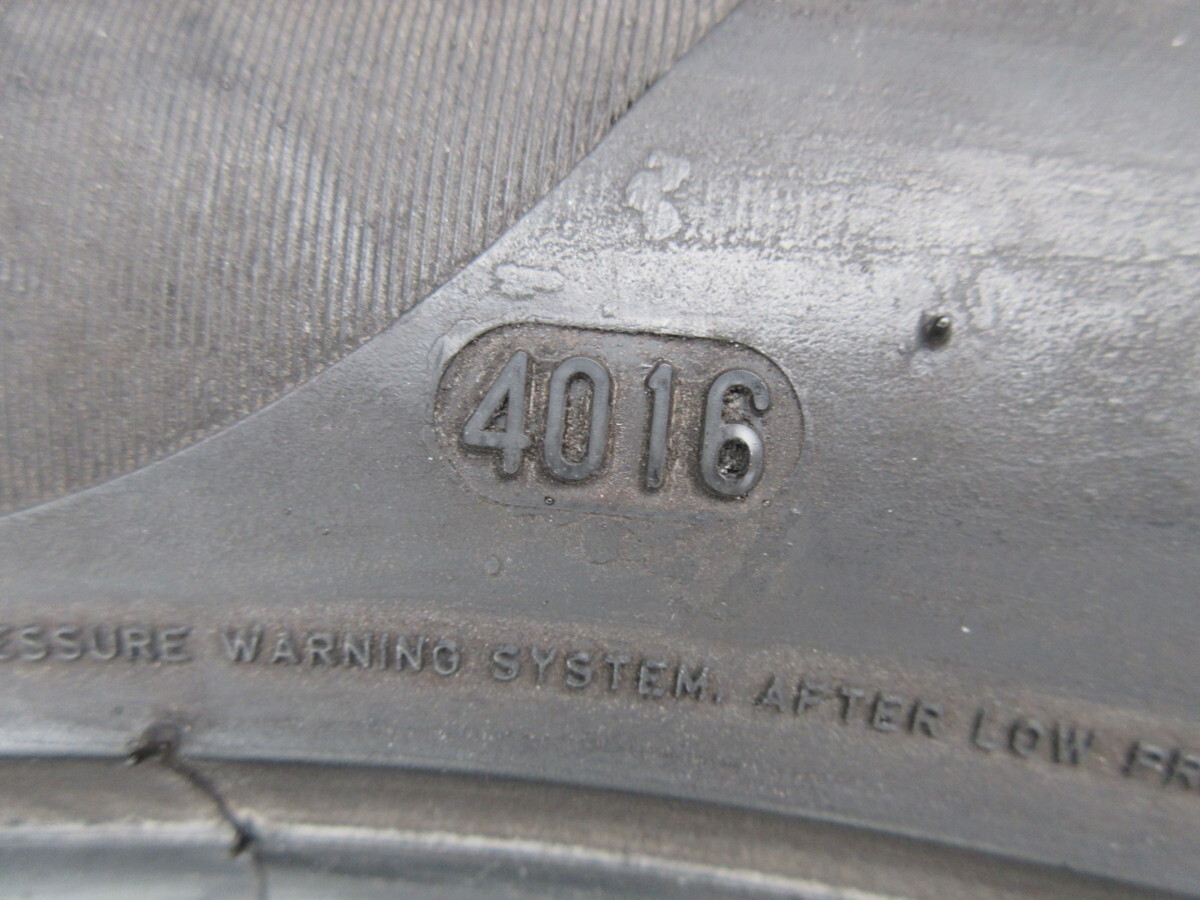 4016
ESSURE WARNING SYSTEM. AFTER LOW PR